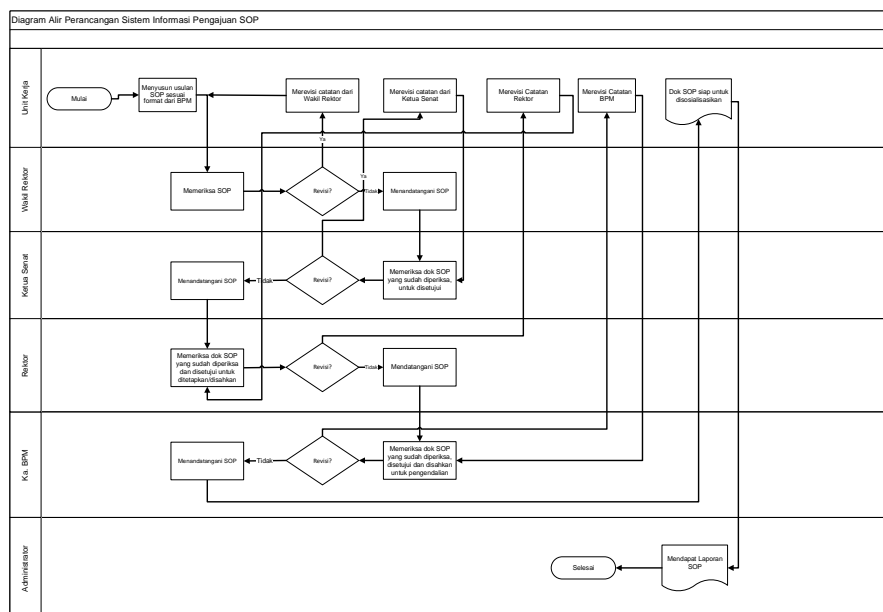 Diagram Alir Perancangan Sistem Informasi Pengajuan SOP
Unit Kerja
Mulai
Menyusun usulan
SOP sesuai
format dari BPM
Merevisi catatan dari
Wakil Rektor
Merevisi catatan dari
Ketua Senat
Merevisi Catatan
Rektor
Merevisi Catatan
BPM
Dok SOP siap untuk
disosialisasikan
Ya
Wakil Rektor
Memeriksa SOP
Revisi?
Tidak
Menandatangani SOP
Ya
Ketua Senat
Menandatangani SOP
Tidak
Revisi?
Memeriksa dok SOP
yang sudah diperiksa,
untuk disetujui
Rektor
Memeriksa dok SOP
yang sudah diperiksa
dan disetujui untuk
ditetapkan/disahkan
Revisi?
Tidak
Mendatangani SOP
Ka. BPM
Menandatangani SOP
Tidak
Revisi?
Memeriksa dok SOP
yang sudah diperiksa,
disetujui dan disahkan
untuk pengendalian
Administrator
Selesai
Mendapat Laporan
SOP